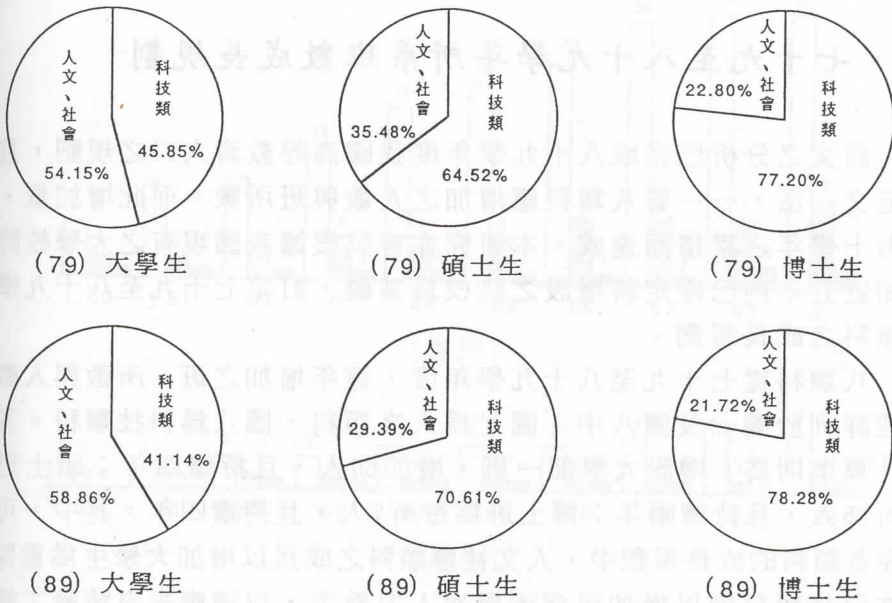 人文、社會
54.15%
科技類
45.85%
(79) 大學生
人文、社會
35.48%
科技類
64.52%
(79) 碩士生
人文、社會
22.80%
科技類
77.20%
(79) 博士生
人文、社會
58.86%
科技類
41.14%
(89) 大學生
人文、社會
29.39%
科技類
70.61%
(89) 碩士生
人文、社會
21.72%
科技類
78.28%
(89) 博士生